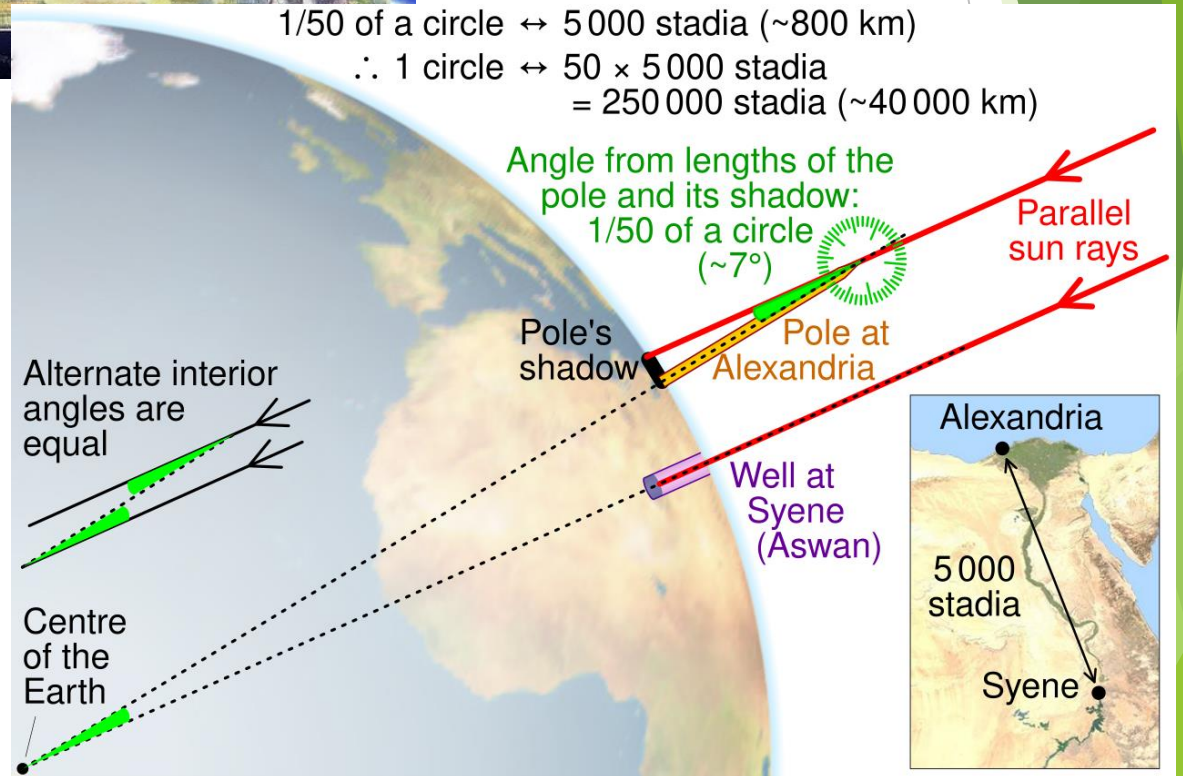 1/50 of a circle ↔ 5 000 stadia (~800 km)
∴ 1 circle ↔ 50 × 5 000 stadia
= 250 000 stadia (~40 000 km)
Angle from lengths of the
pole and its shadow:
1/50 of a circle
(~7°)
Parallel
sun rays
Pole's
shadow
Pole at
Alexandria
Alternate interior
angles are
equal
Well at
Syene
(Aswan)
Centre
of the
Earth
Alexandria
5 000
stadia
Syene